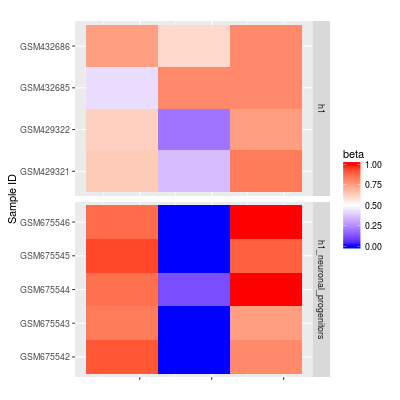 GSM432686
GSM432685
GSM429322
GSM429321
h1
GSM675546
GSM675545
GSM675544
GSM675543
GSM675542
h1_neuronal_progenitors
Sample ID
beta
1.00
0.75
0.50
0.25
0.00